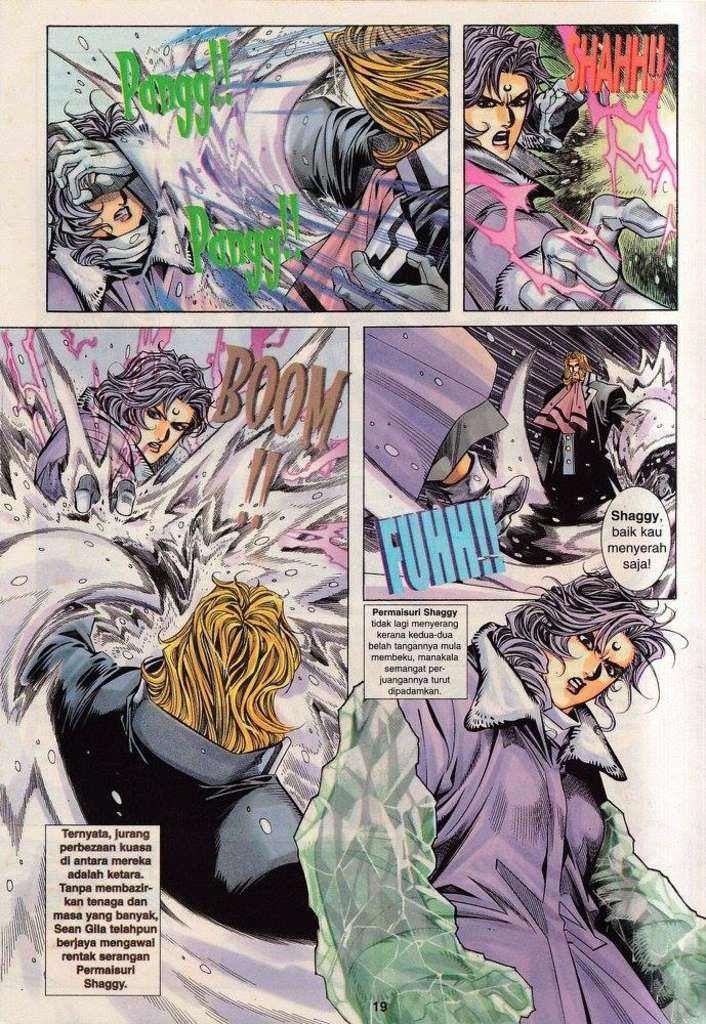 Pangg!!
Pangg!!
SHAHH!!
BOOM
!!
FUHH!!
Shaggy,
baik kau
menyerah
saja!
Permaisuri Shaggy
tidak lagi menyerang
kerana kedua-dua
belah tangannya mula
membeku, manakala
semangat per-
juangannya turut
dipadamkan.
Ternyata, jurang
perbezaan kuasa
di antara mereka
adalah ketara.
Tanpa membazir-
kan tenaga dan
masa yang banyak,
Sean Gila telahpun
berjaya mengawal
rentak serangan
Permaisuri
Shaggy.
19